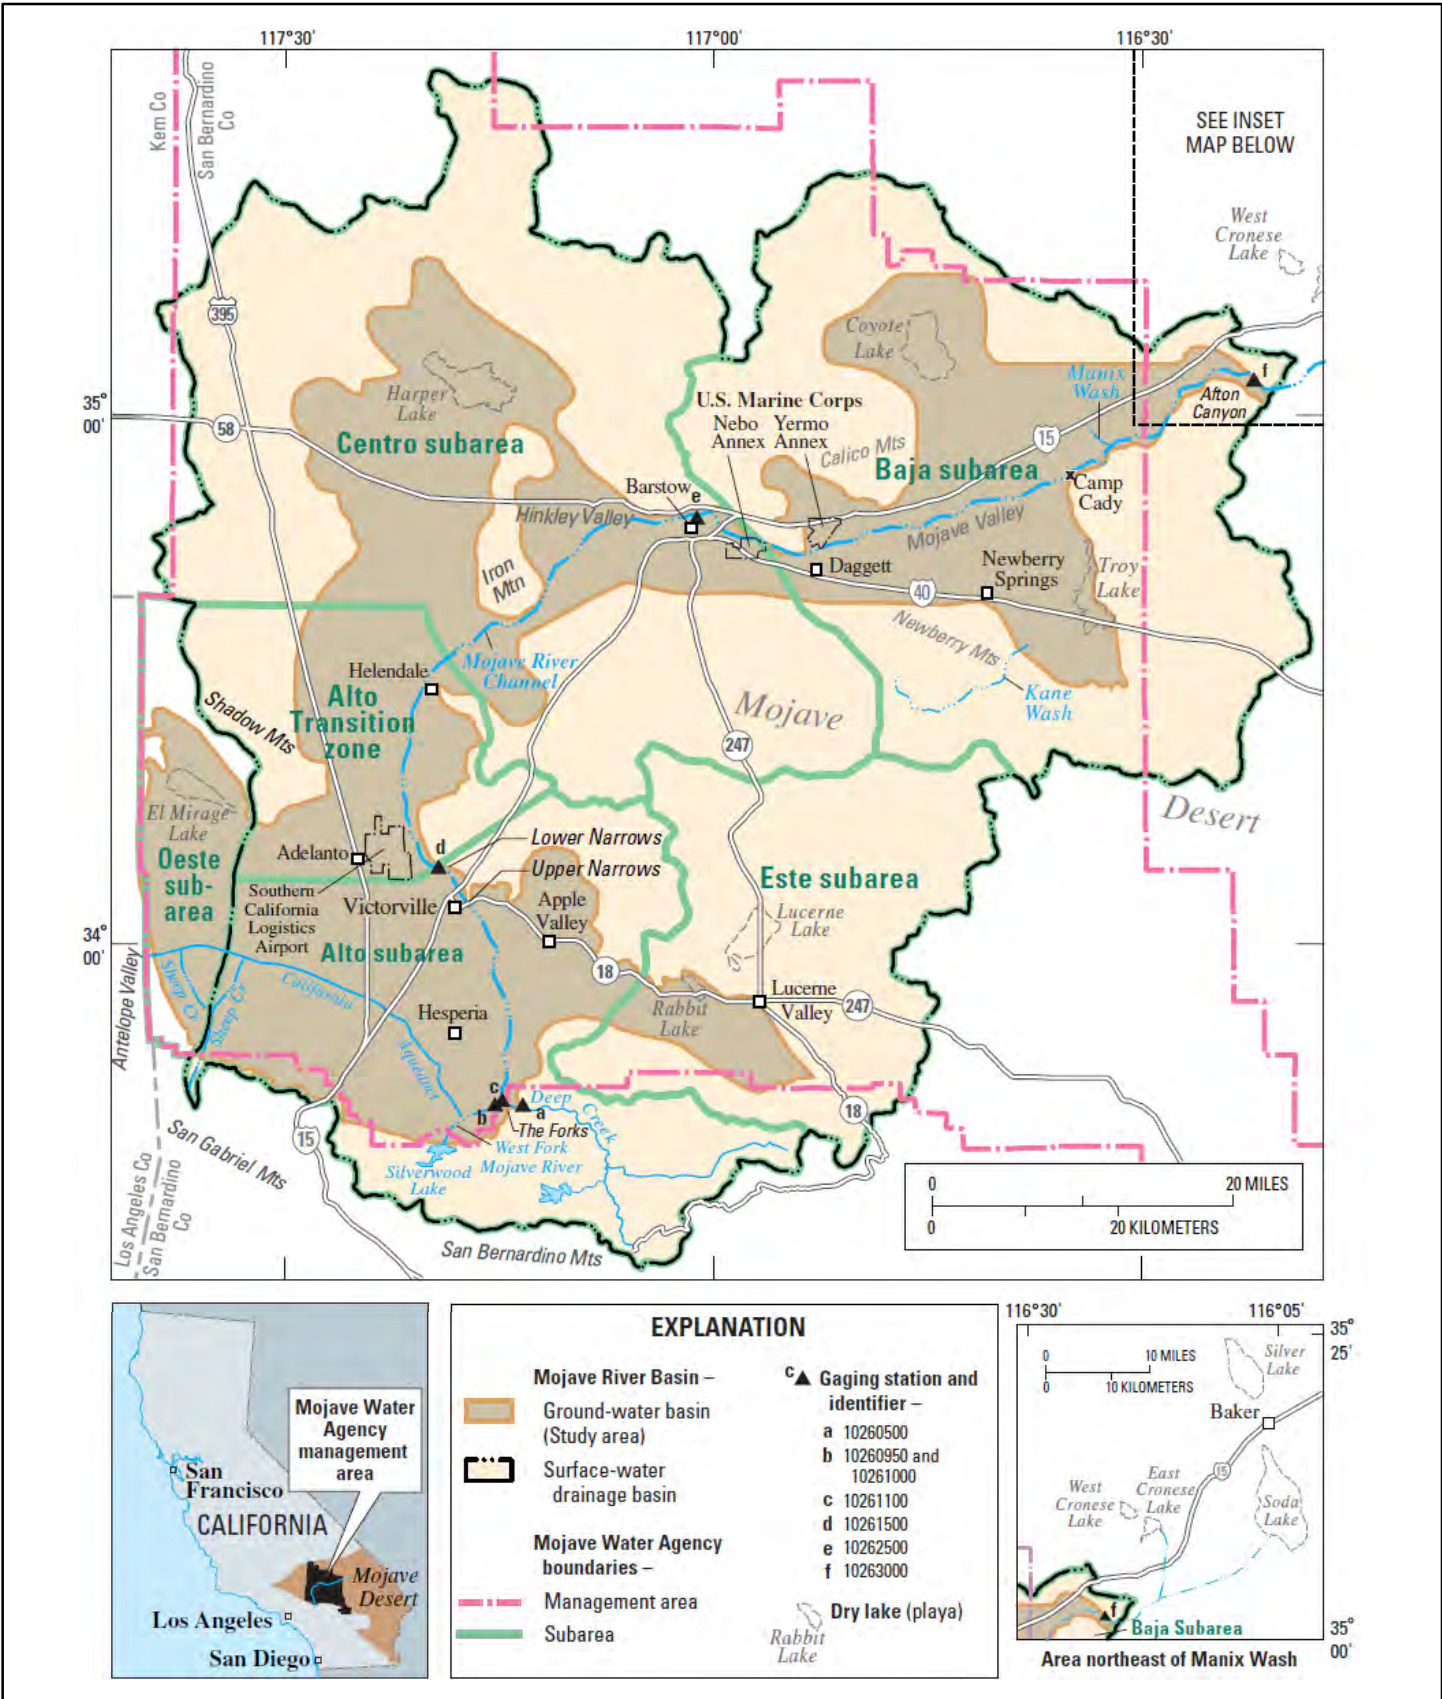 117°30'
117°00'
116°30'
Kern Co
San Bernardino
Co
SEE INSET
MAP BELOW
West
Cronese
Lake
395
Coyote
Lake
Manix
Wash
f
Afton
Canyon
35°
00'
Harper
Lake
58
Centro subarea
U.S. Marine Corps
Nebo
Annex
Yermo
Annex
Calico Mts
15
Baja subarea
Camp
Cady
Barstow
e
Hinkley Valley
Mojave Valley
Iron
Mtn
Daggett
Newberry
Springs
Troy
Lake
40
Newberry Mts
Mojave River
Channel
Helendale
Kane
Wash
Alto
Transition
zone
Shadow Mts
Mojave
247
Desert
El Mirage
Lake
Oeste
sub-
area
Adelanto
d
Lower Narrows
Upper Narrows
Southern
California
Logistics
Airport
Victorville
Apple
Valley
Este subarea
Lucerne
Lake
34°
00'
Alto subarea
18
Sheep Cr
Sheep Cr
California
Aqueduct
Antelope Valley
Hesperia
Rabbit
Lake
Lucerne
Valley
247
c
b
a
Deep
Creek
The Forks
West Fork
Mojave River
Silverwood
Lake
18
15
San Gabriel Mts
Los Angeles Co
San Bernardino
Co
San Bernardino Mts
0
20 MILES
0
20 KILOMETERS
Mojave Water
Agency
management
area
San
Francisco
CALIFORNIA
Mojave
Desert
Los Angeles
San Diego
EXPLANATION
Mojave River Basin –
Ground-water basin
(Study area)
Surface-water
drainage basin
Mojave Water Agency
boundaries –
Management area
Subarea
c
Gaging station and
identifier –
a 10260500
b 10260950 and
10261000
c 10261100
d 10261500
e 10262500
f 10263000
Dry lake (playa)
Rabbit
Lake
116°30'
116°05'
35°
25'
0
10 MILES
0
10 KILOMETERS
Silver
Lake
Baker
15
West
Cronese
Lake
East
Cronese
Lake
Soda
Lake
f
Baja Subarea
35°
00'
Area northeast of Manix Wash